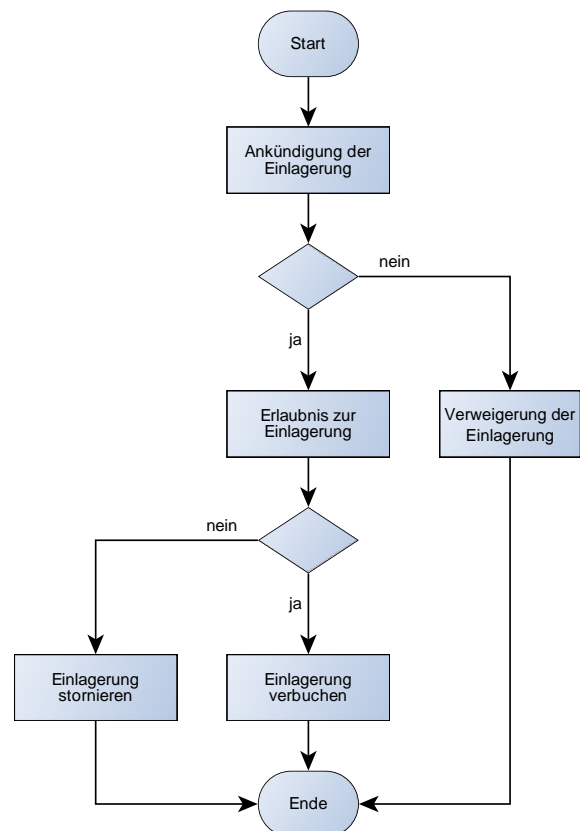 Start
Ankündigung der
Einlagerung
nein
ja
Erlaubnis zur
Einlagerung
Verweigerung der
Einlagerung
nein
ja
Einlagerung
stornieren
Einlagerung
verbuchen
Ende